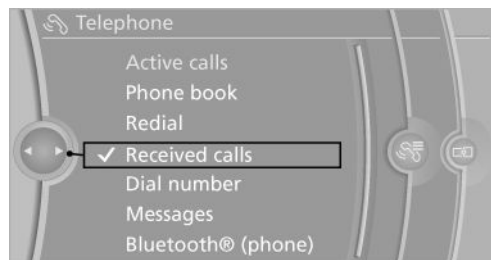 Telephone
Active calls
Phone book
Redial
Received calls
Dial number
Messages
Bluetooth® (phone)